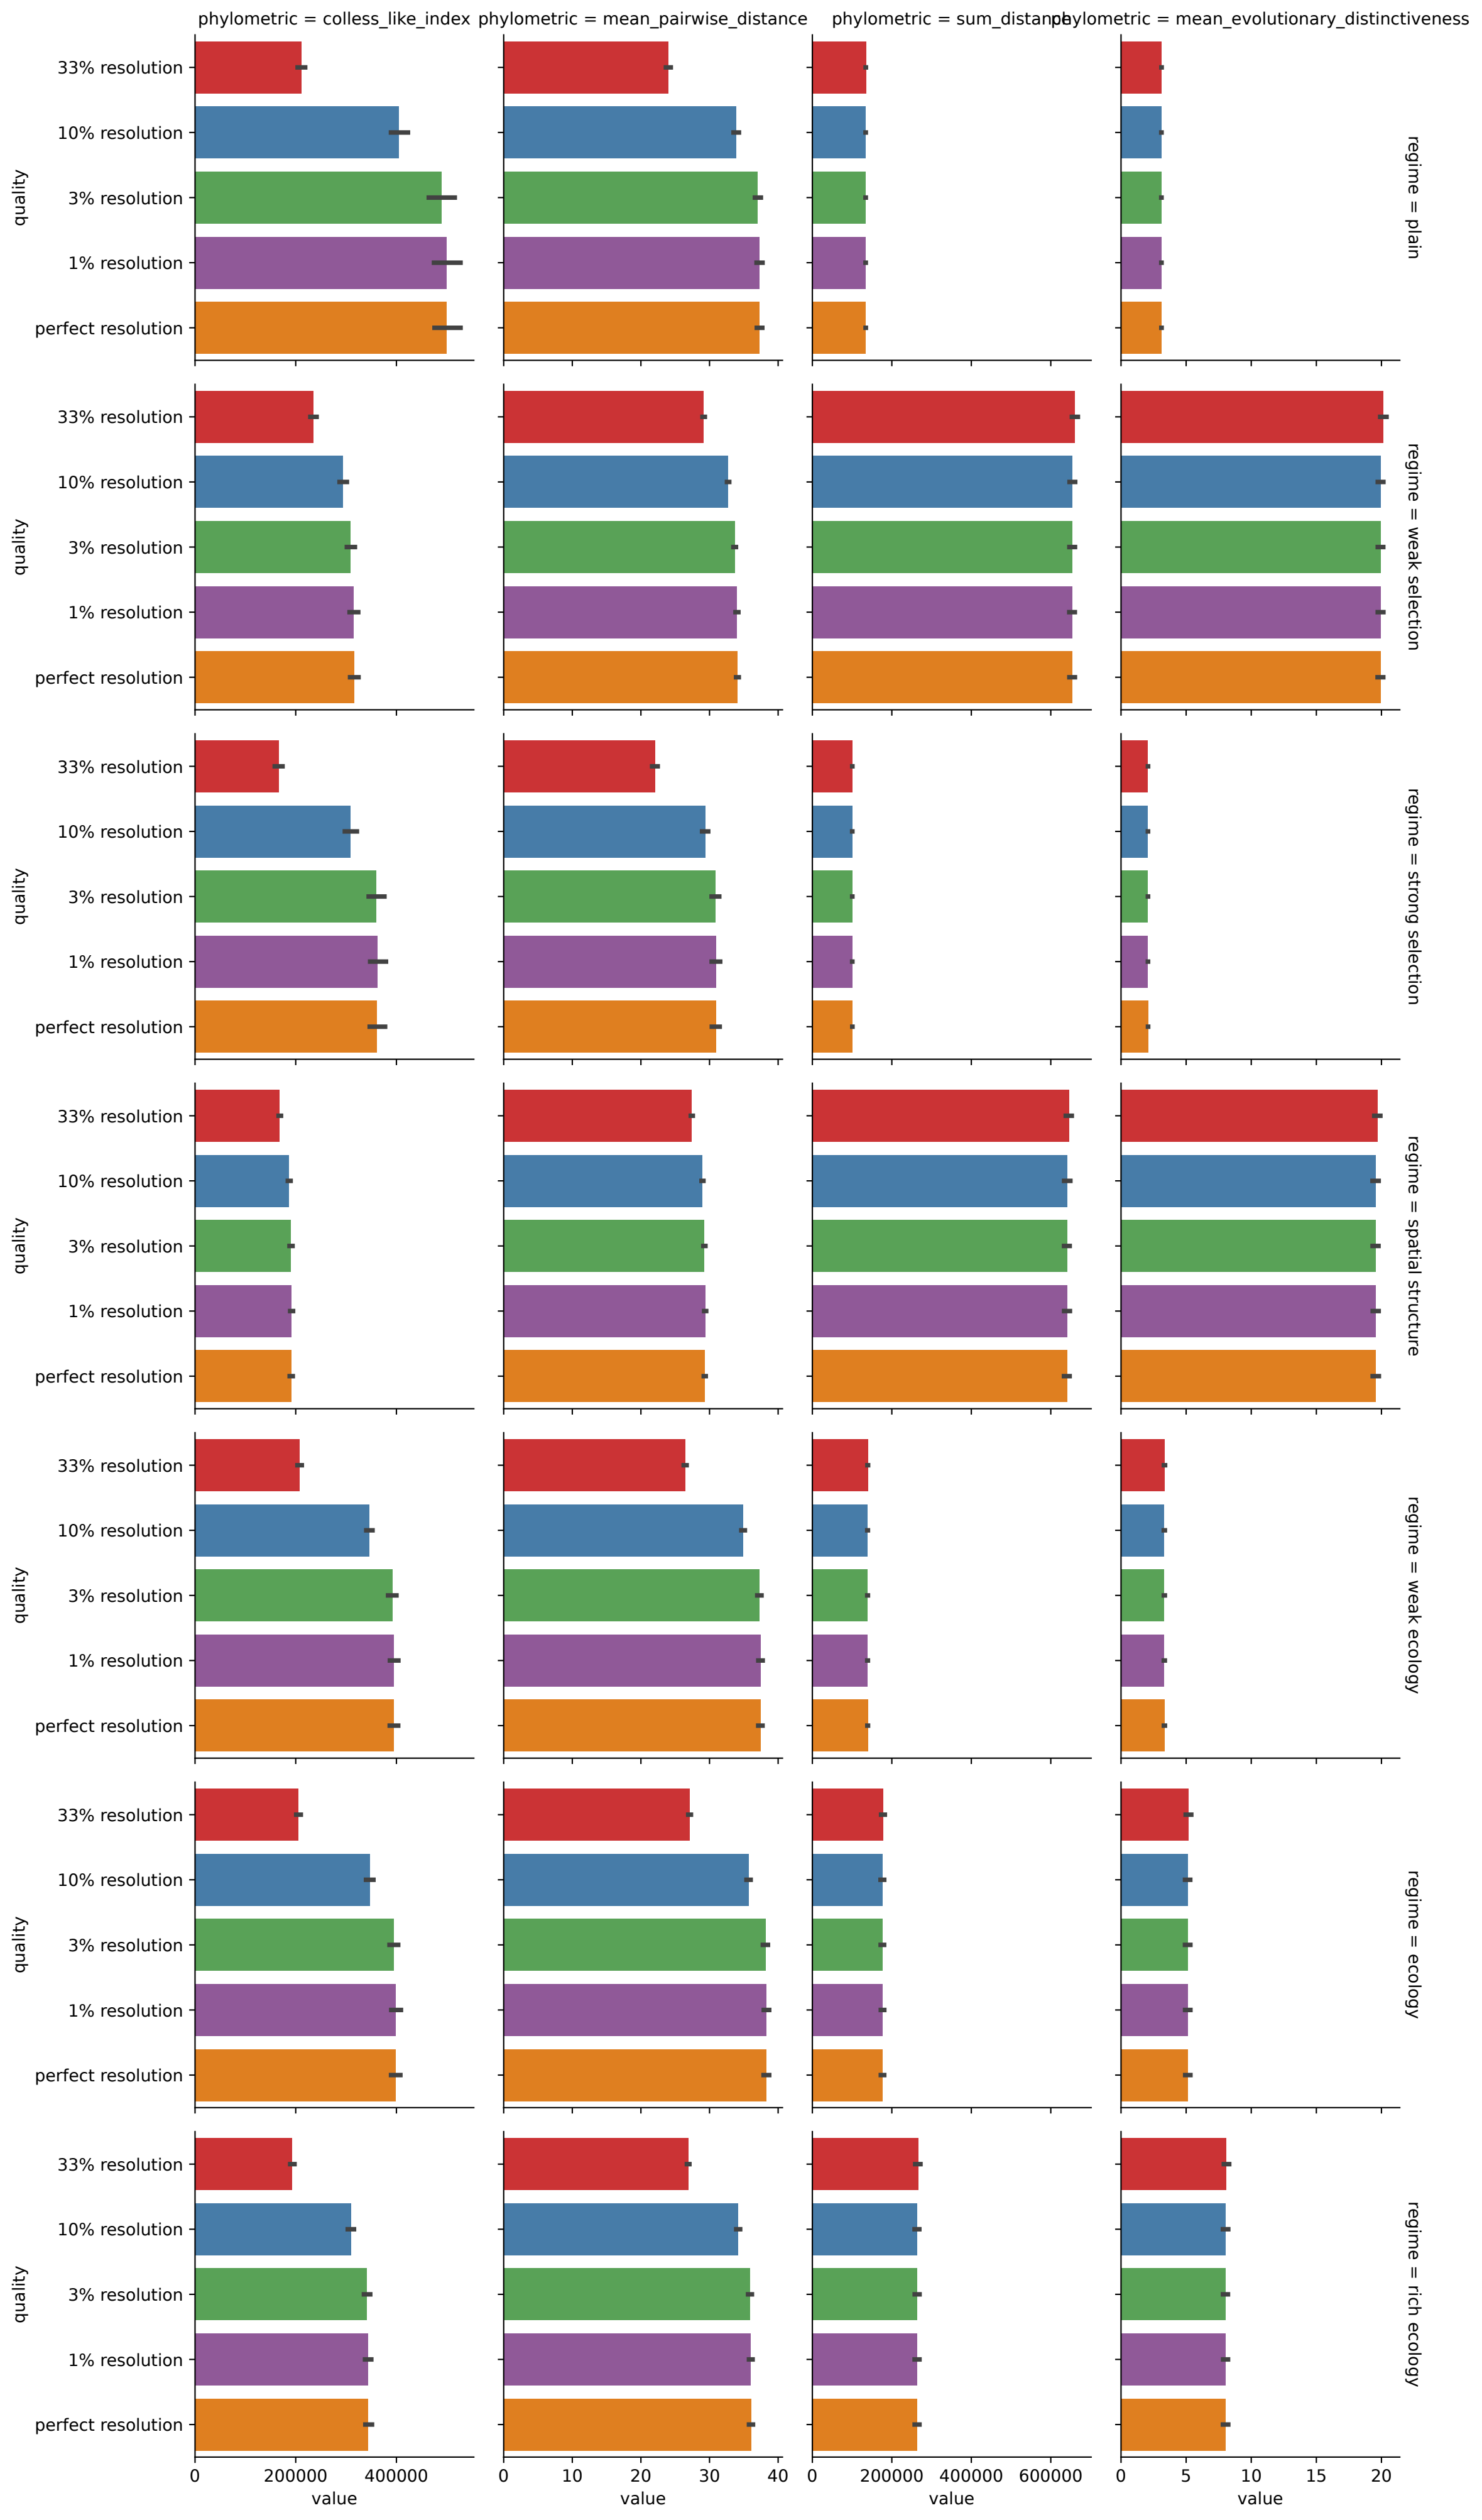 phylometric = colless_like_index
phylometric = mean_pairwise_distance
phylometric = sum_distance
phylometric = mean_evolutionary_distinctiveness
33% resolution
10% resolution
3% resolution
1% resolution
perfect resolution
quality
regime = plain
33% resolution
10% resolution
3% resolution
1% resolution
perfect resolution
quality
regime = weak selection
33% resolution
10% resolution
3% resolution
1% resolution
perfect resolution
quality
regime = strong selection
33% resolution
10% resolution
3% resolution
1% resolution
perfect resolution
quality
regime = spatial structure
33% resolution
10% resolution
3% resolution
1% resolution
perfect resolution
quality
regime = weak ecology
33% resolution
10% resolution
3% resolution
1% resolution
perfect resolution
quality
regime = ecology
33% resolution
10% resolution
3% resolution
1% resolution
perfect resolution
quality
regime = rich ecology
0 200000 400000
0 10 20 30 40
0 200000 400000 600000
0 5 10 15 20
value
value
value
value